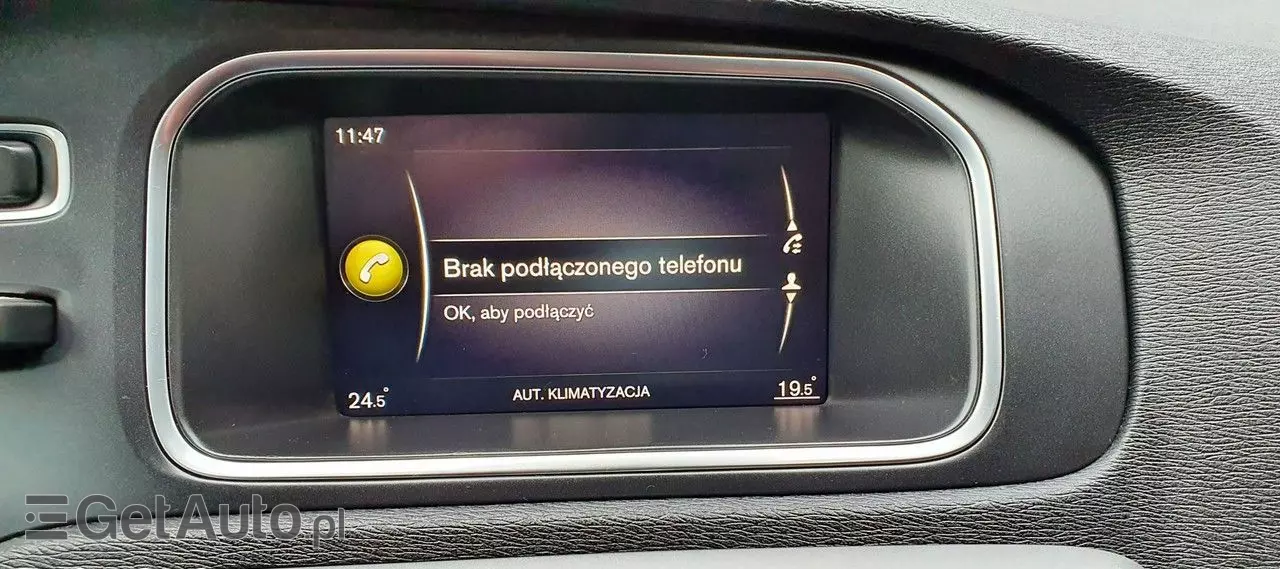 11:47
Brak podłączonego telefonu
OK, aby podłączyć
24.5° AUT. KLIMATYZACJA 19.5°
GetAuto.pl